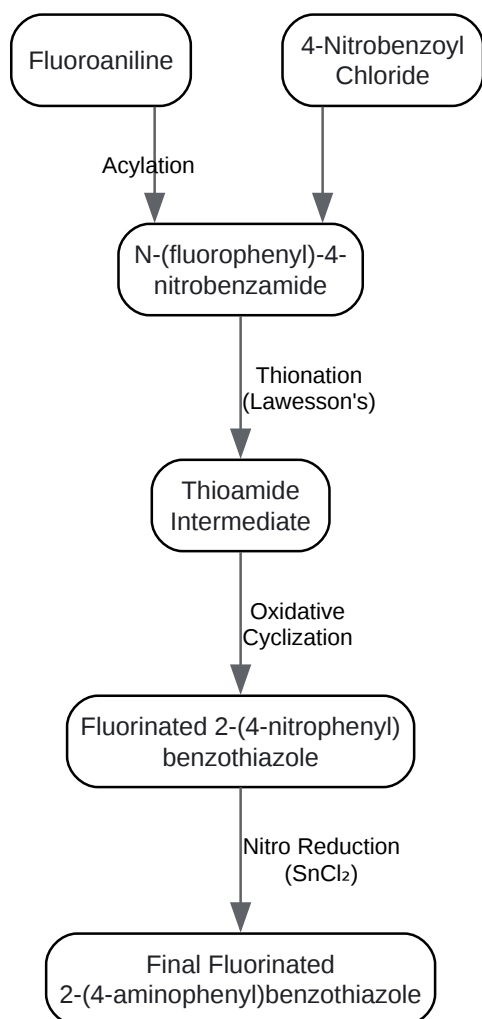 Fluoroaniline
4-Nitrobenzoyl
Chloride
Acylation
N-(fluorophenyl)-4-
nitrobenzamide
Thionation
(Lawesson's)
Thioamide
Intermediate
Oxidative
Cyclization
Fluorinated 2-(4-nitrophenyl)
benzothiazole
Nitro Reduction
(SnCl₂)
Final Fluorinated
2-(4-aminophenyl)benzothiazole